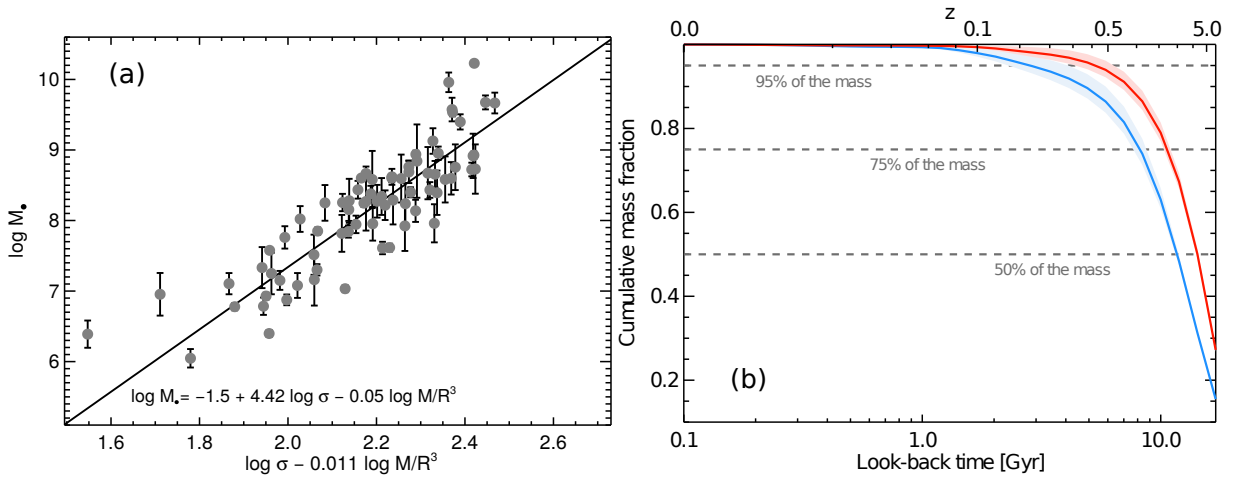 (a)
log M•
10
9
8
7
6
log M•= −1.5 + 4.42 log σ − 0.05 log M/R³
1.6 1.8 2.0 2.2 2.4 2.6
log σ − 0.011 log M/R³
z
0.0 0.1 0.5 5.0
Cumulative mass fraction
95% of the mass
0.8
75% of the mass
0.6
50% of the mass
0.4
(b)
0.2
0.1 1.0 10.0
Look-back time [Gyr]